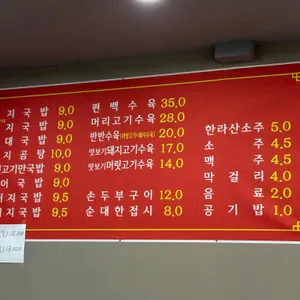 지국밥 9,0
지국밥 9,0
대국밥 9,0
지곰탕 10,0
고기만국밥 9,0
어국밥 9,0
지국밥 9,5
지국밥 9,5
편백수육 35,0
머리고기수육 28,0
반반수육 20,0
맛보기돼지고기수육 17,0
맛보기머릿고기수육 14,0
손두부구이 12,0
순대한접시 8,0
한라산소주 5,0
소주 4,5
맥주 4,5
막걸리 4,0
음료 2,0
공기밥 1,0
12,000
13,000